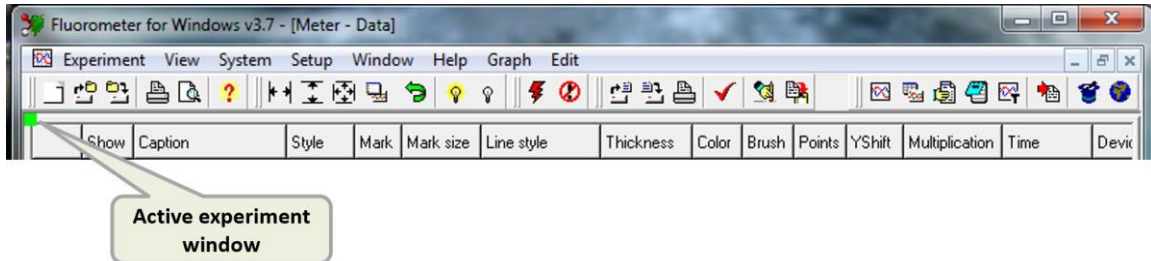 Fluorometer for Windows v3.7 - [Meter - Data]
Experiment View System Setup Window Help Graph Edit
Show Caption Style Mark Mark size Line style Thickness Color Brush Points YShift Multiplication Time
Active experiment
window